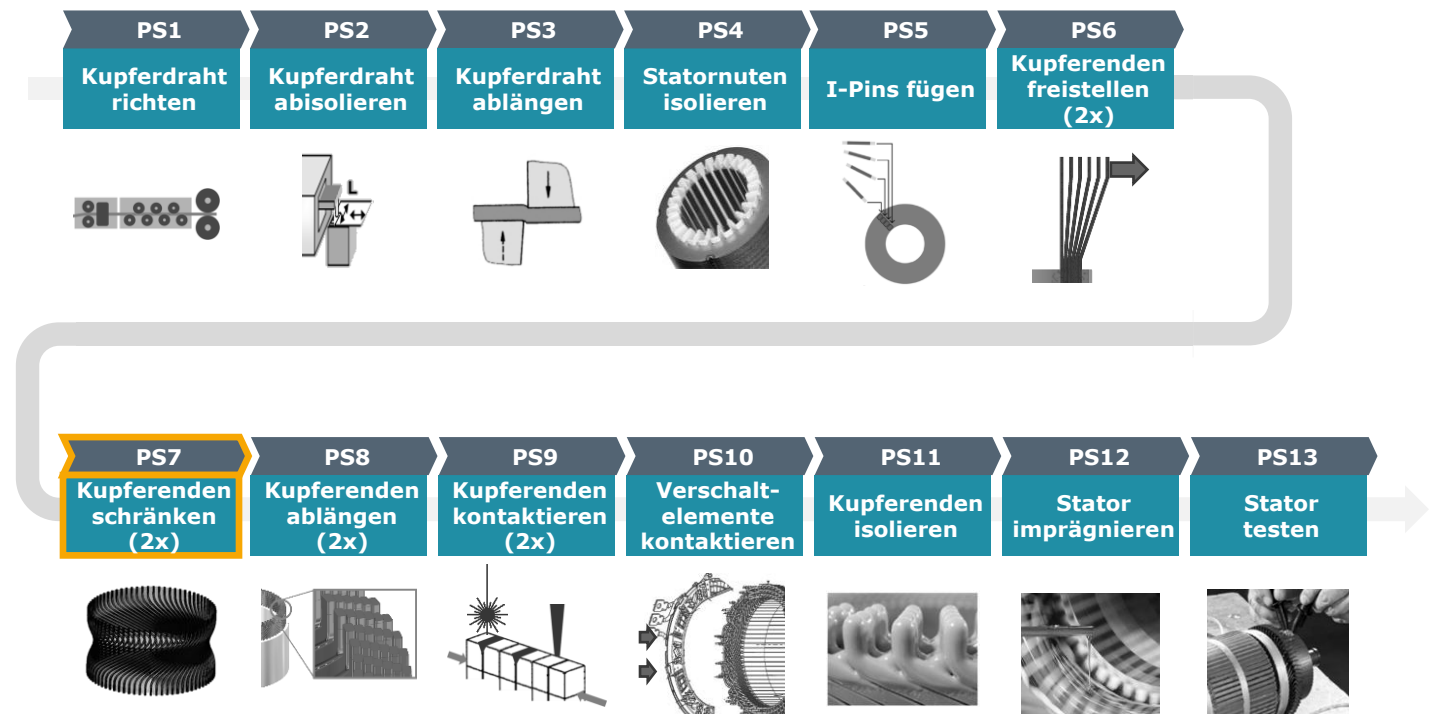 PS1
PS2
PS3
PS4
PS5
PS6
Kupferdraht
richten
Kupferdraht
abisolieren
Kupferdraht
ablängen
Statornuten
isolieren
I-Pins fügen
Kupferenden
freistellen
(2x)
L
PS7
PS8
PS9
PS10
PS11
PS12
PS13
Kupferenden
schränken
(2x)
Kupferenden
ablängen
(2x)
Kupferenden
kontaktieren
(2x)
Verschalt-
elemente
kontaktieren
Kupferenden
isolieren
Stator
imprägnieren
Stator
testen